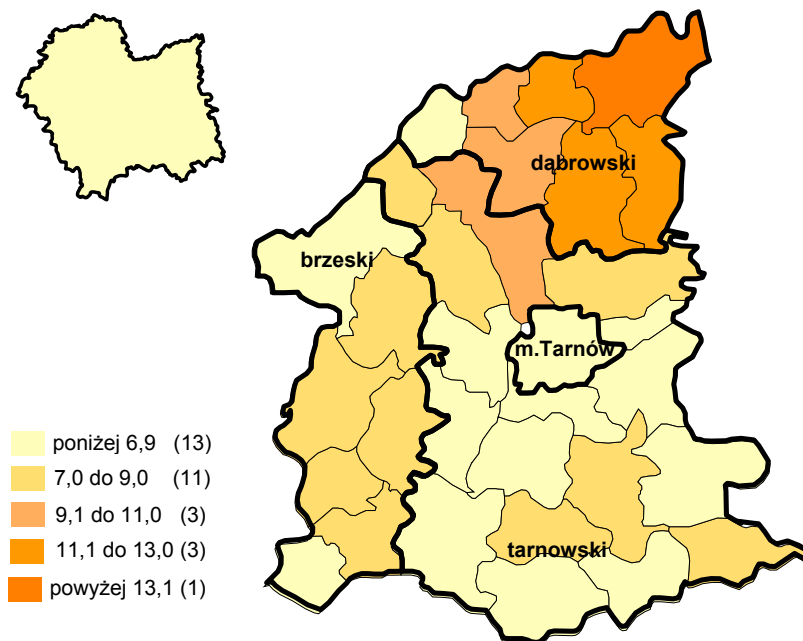 dąbrowski
brzeski
m.Tarnów
tarnowski
poniżej 6,9 (13)
7,0 do 9,0 (11)
9,1 do 11,0 (3)
11,1 do 13,0 (3)
powyżej 13,1 (1)